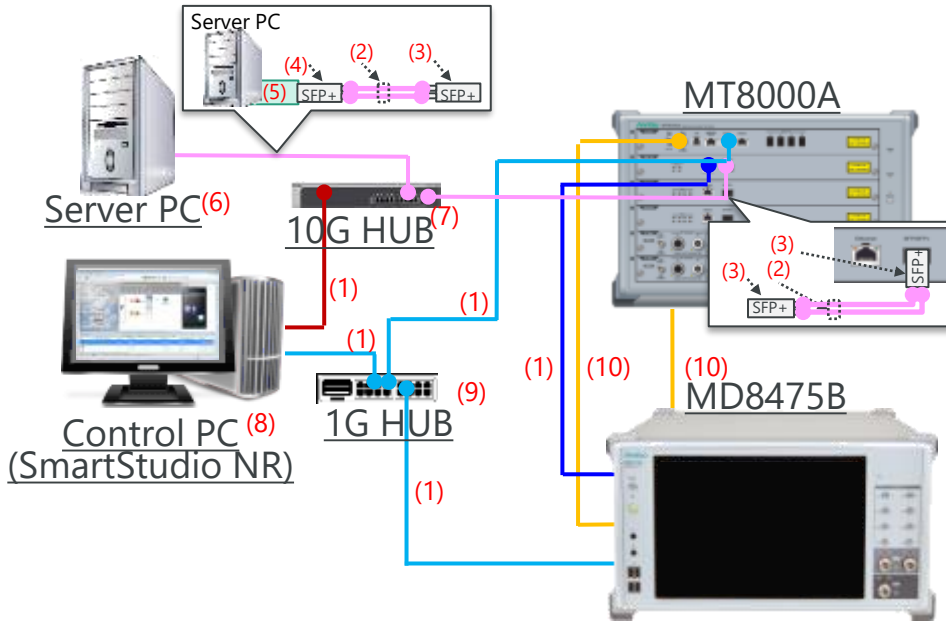 Server PC
(4)
(2)
(3)
(5)
SFP+
SFP+
MT8000A
Server PC(6)
10G HUB
(7)
(3)
(3)
(2)
SFP+
SFP+
(1)
(1)
(1)
(1)
(10)
(10)
Control PC (8)
(SmartStudio NR)
1G HUB
(9)
MD8475B
(1)